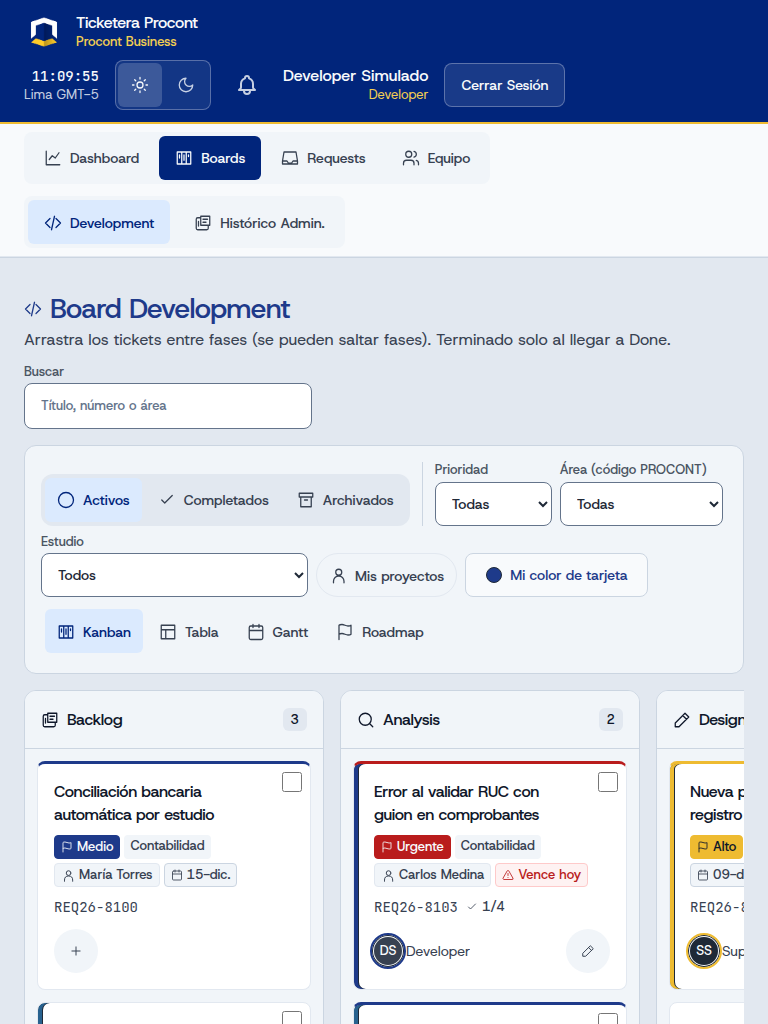 Ticketera Procont
Procont Business
11:09:55
Lima GMT-5
Developer Simulado
Developer
Cerrar Sesión
Dashboard
Boards
Requests
Equipo
Development
Histórico Admin.
Board Development
Arrastra los tickets entre fases (se pueden saltar fases). Terminado solo al llegar a Done.
Buscar
Título, número o área
Activos
Completados
Archivados
Prioridad
Todas
Área (código PROCONT)
Todas
Estudio
Todos
Mis proyectos
Mi color de tarjeta
Kanban
Tabla
Gantt
Roadmap
Backlog
3
Conciliación bancaria
automática por estudio
Medio
Contabilidad
María Torres
15-dic.
REQ26-8100
Analysis
2
Error al validar RUC con
guion en comprobantes
Urgente
Contabilidad
Carlos Medina
Vence hoy
REQ26-8103
1/4
DS
Developer
Design
Nueva
registro
Alto
SS